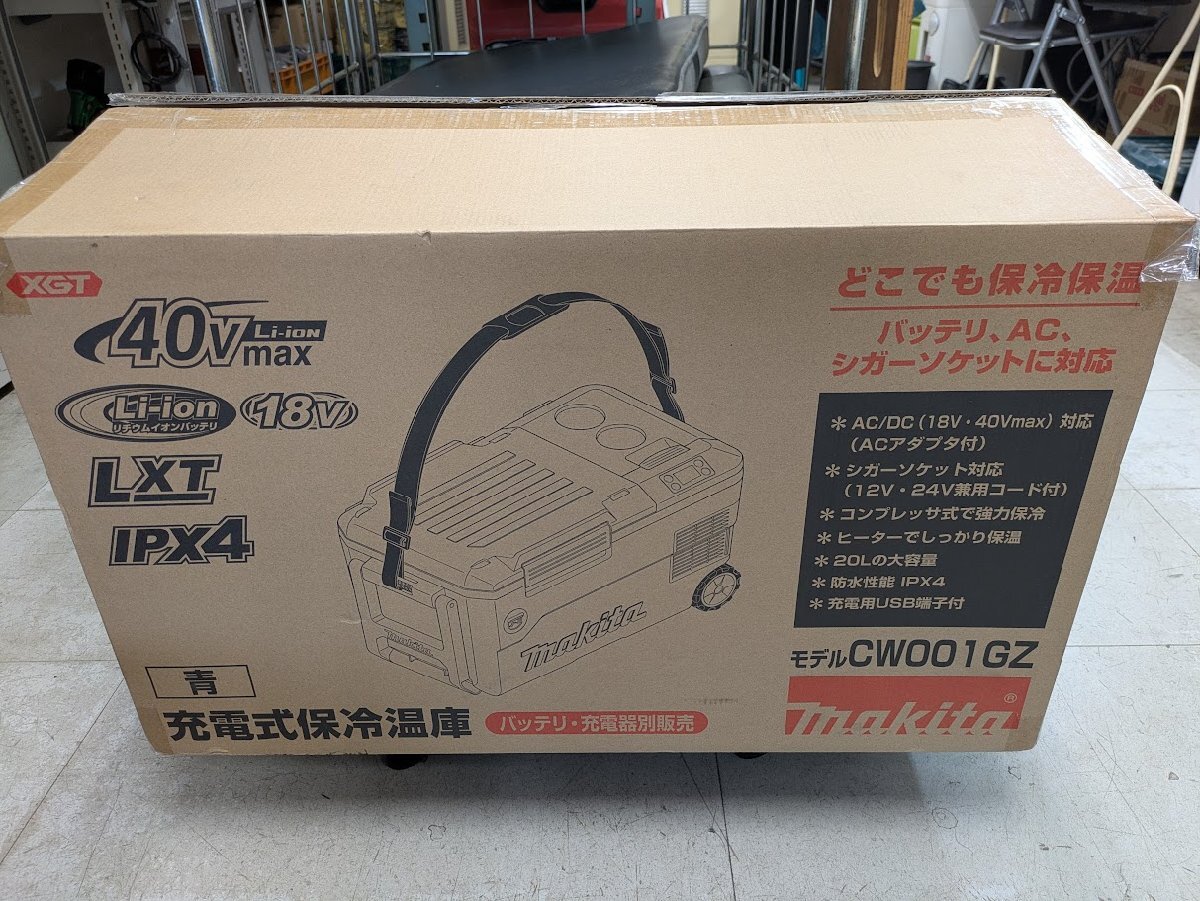 XGT
40Vmax Li-ion
Li-ion 18V
リチウムイオンバッテリ
LXT
IPX4
どこでも保冷保温
バッテリ、AC、
シガーソケットに対応
＊AC/DC（18V・40Vmax）対応
（ACアダプタ付）
＊シガーソケット対応
（12V・24V兼用コード付）
＊コンプレッサ式で強力保冷
＊ヒーターでしっかり保温
＊20Lの大容量
＊防水性能 IPX4
＊充電用USB端子付
makita
makita
モデルCW001GZ
makita®
青
充電式保冷温庫 バッテリ・充電器別販売